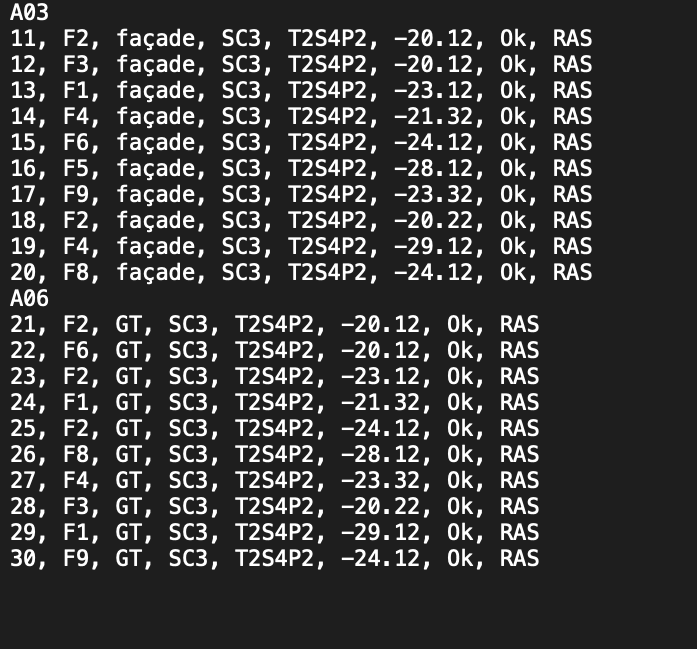 A03
11, F2, façade, SC3, T2S4P2, -20.12, Ok, RAS
12, F3, façade, SC3, T2S4P2, -20.12, Ok, RAS
13, F1, façade, SC3, T2S4P2, -23.12, Ok, RAS
14, F4, façade, SC3, T2S4P2, -21.32, Ok, RAS
15, F6, façade, SC3, T2S4P2, -24.12, Ok, RAS
16, F5, façade, SC3, T2S4P2, -28.12, Ok, RAS
17, F9, façade, SC3, T2S4P2, -23.32, Ok, RAS
18, F2, façade, SC3, T2S4P2, -20.22, Ok, RAS
19, F4, façade, SC3, T2S4P2, -29.12, Ok, RAS
20, F8, façade, SC3, T2S4P2, -24.12, Ok, RAS
A06
21, F2, GT, SC3, T2S4P2, -20.12, Ok, RAS
22, F6, GT, SC3, T2S4P2, -20.12, Ok, RAS
23, F2, GT, SC3, T2S4P2, -23.12, Ok, RAS
24, F1, GT, SC3, T2S4P2, -21.32, Ok, RAS
25, F2, GT, SC3, T2S4P2, -24.12, Ok, RAS
26, F8, GT, SC3, T2S4P2, -28.12, Ok, RAS
27, F4, GT, SC3, T2S4P2, -23.32, Ok, RAS
28, F3, GT, SC3, T2S4P2, -20.22, Ok, RAS
29, F1, GT, SC3, T2S4P2, -29.12, Ok, RAS
30, F9, GT, SC3, T2S4P2, -24.12, Ok, RAS